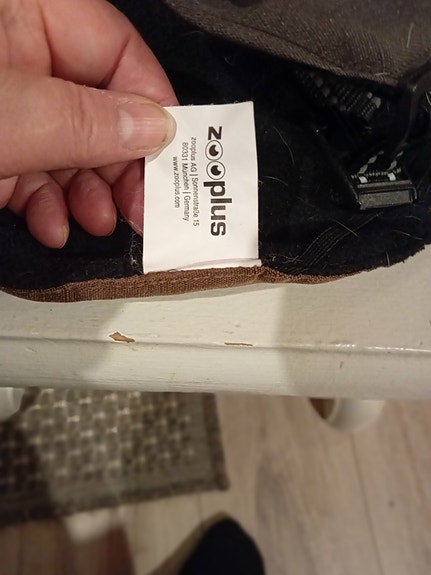 zooplus
zooplus AG | Sonnenstraße 15
80331 München | Germany
www.zooplus.com